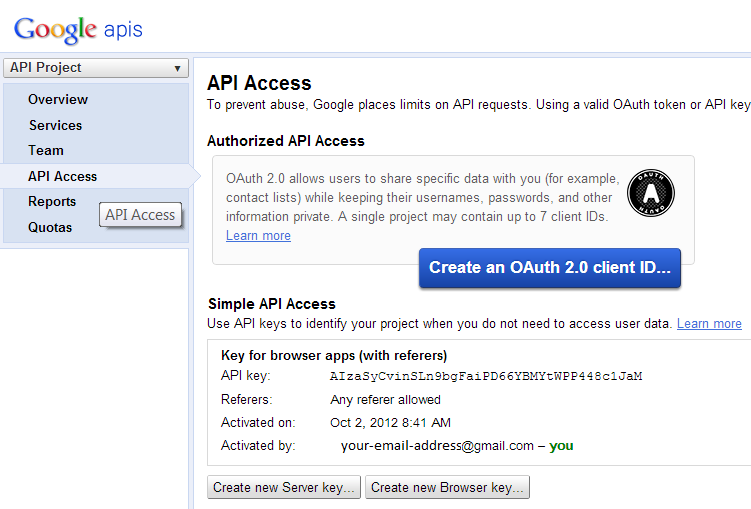 Google apis
API Project
Overview
Services
Team
API Access
Reports
Quotas
API Access
API Access
To prevent abuse, Google places limits on API requests. Using a valid OAuth token or API key
Authorized API Access
OAuth 2.0 allows users to share specific data with you (for example,
contact lists) while keeping their usernames, passwords, and other
information private. A single project may contain up to 7 client IDs.
Learn more
OAUTH
A
OAUTH
Create an OAuth 2.0 client ID...
Simple API Access
Use API keys to identify your project when you do not need to access user data. Learn more
Key for browser apps (with referers)
API key: AIzaSyCvinSLn9bgFaiPD66YBMYtWPP448c1JaM
Referers: Any referer allowed
Activated on: Oct 2, 2012 8:41 AM
Activated by: your-email-address@gmail.com – you
Create new Server key... Create new Browser key...